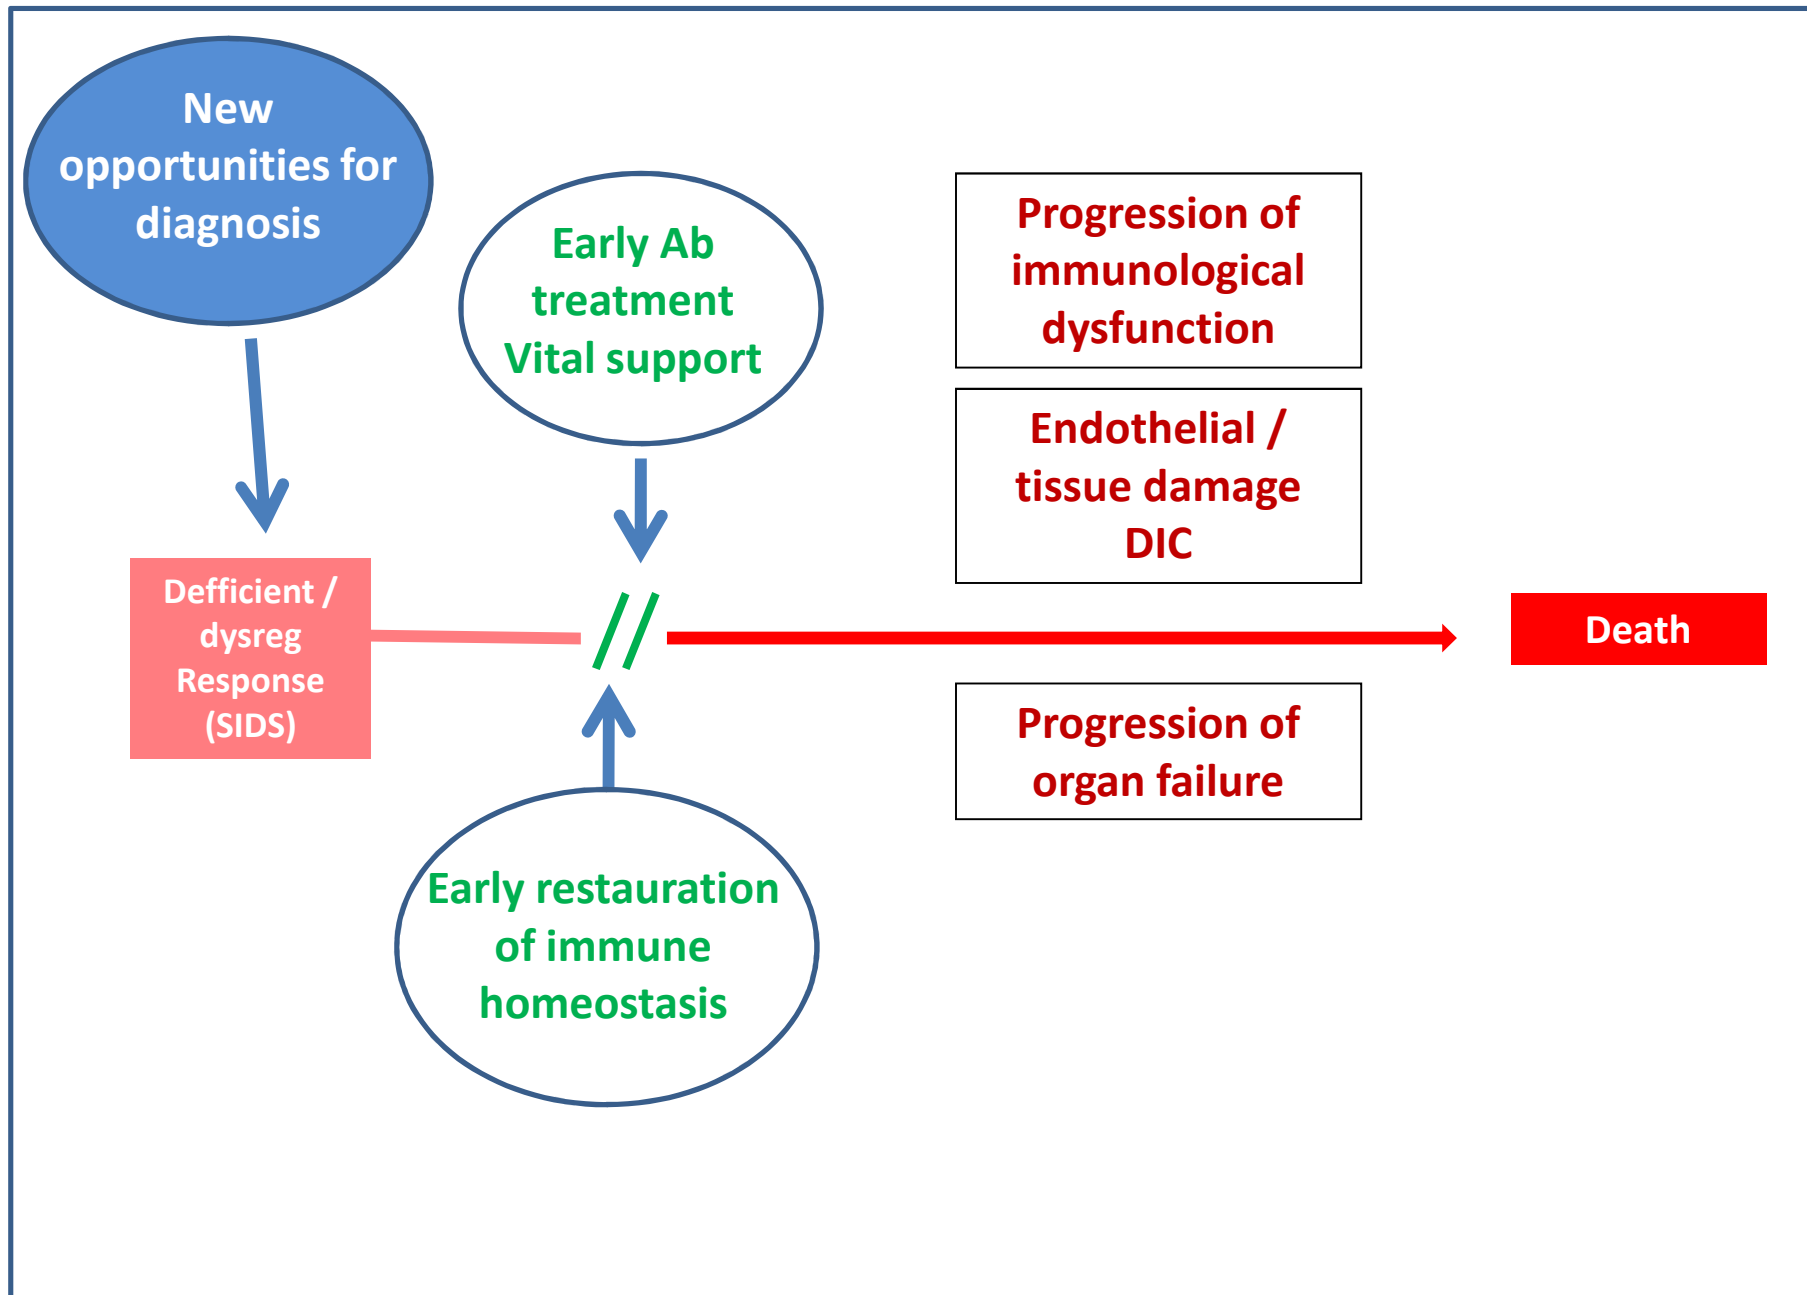 New
opportunities for
diagnosis
Early Ab
treatment
Vital support
Progression of
immunological
dysfunction
Endothelial /
tissue damage
DIC
Defficient /
dysreg
Response
(SIDS)
Death
Progression of
organ failure
Early restauration
of immune
homeostasis